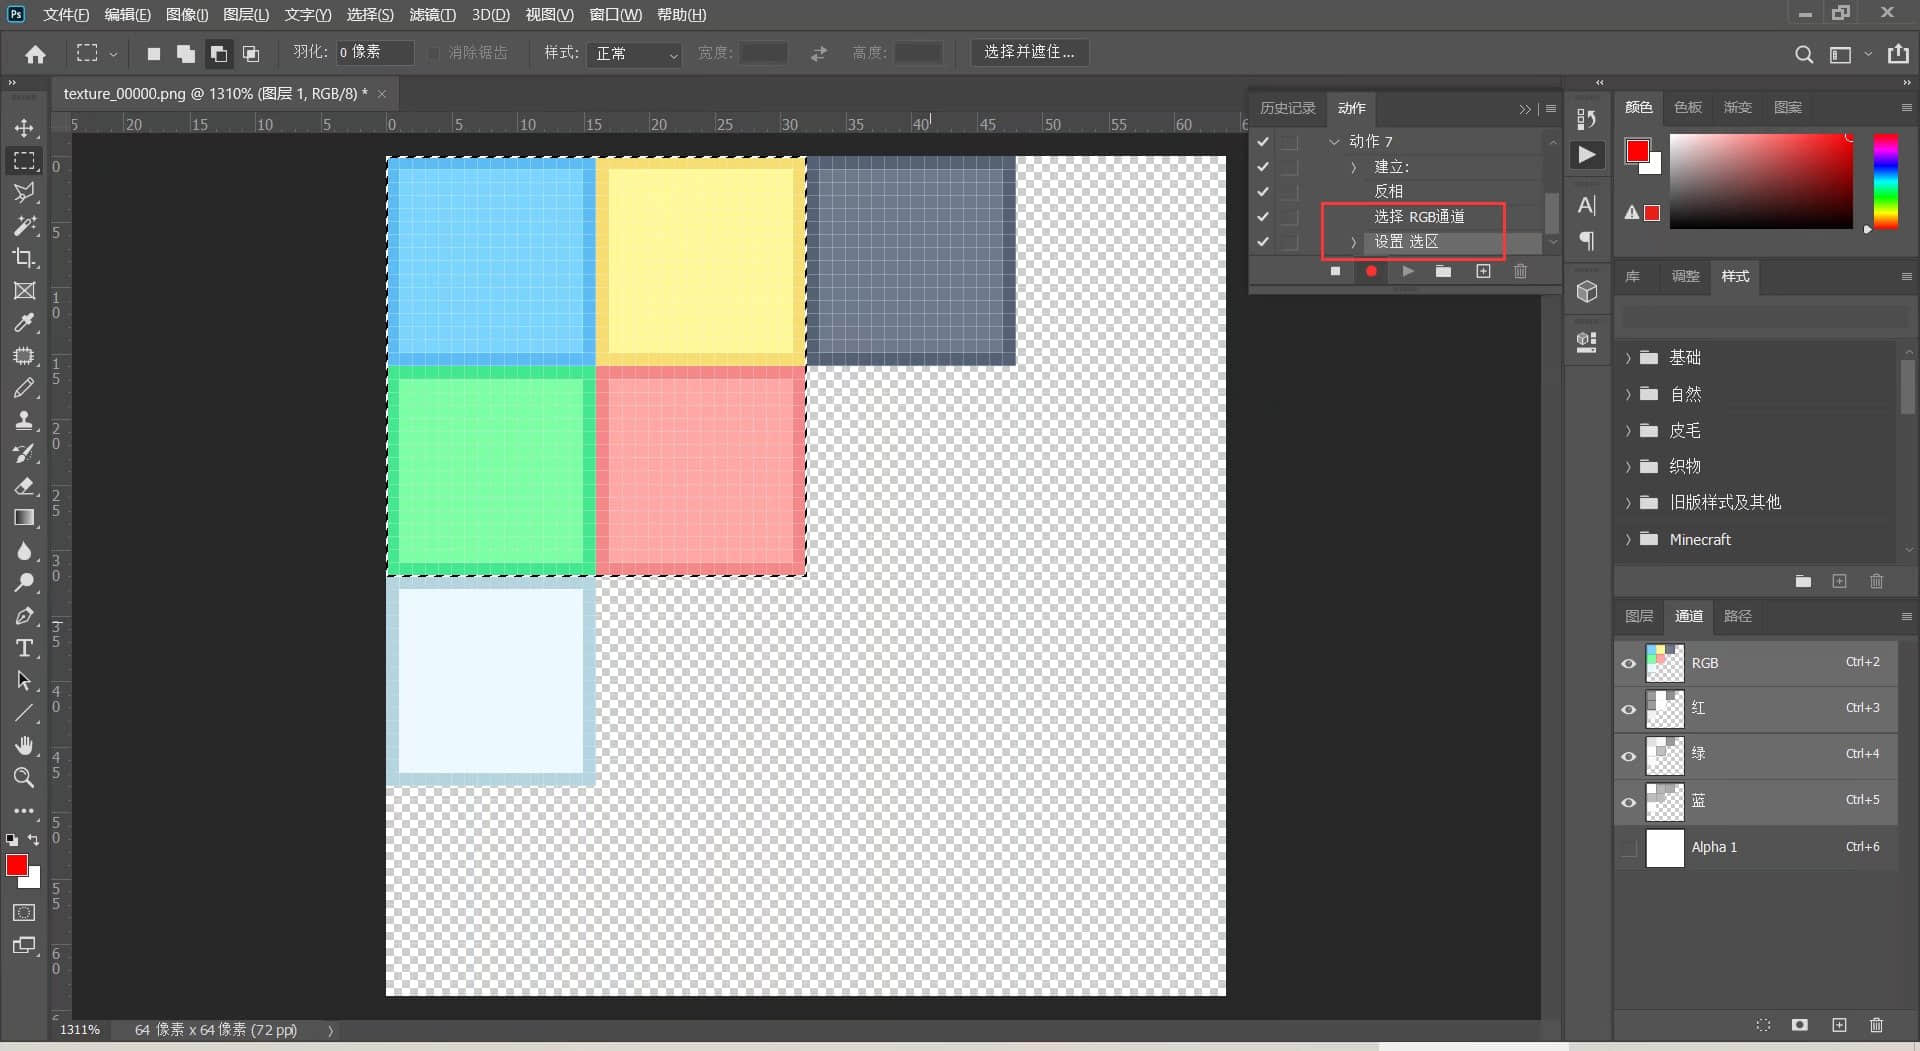 Ps 文件(F) 编辑(E) 图像(I) 图层(L) 文字(Y) 选择(S) 滤镜(T) 3D(D) 视图(V) 窗口(W) 帮助(H)
羽化: 0 像素 消除锯齿 样式: 正常 宽度: 高度: 选择并遮住...
texture_00000.png @ 1310% (图层 1, RGB/8) * ×
5 20 15 10 5 0 5 10 15 20 25 30 35 40 45 50 55 60 6
0
5
10
15
20
25
30
35
40
45
50
55
60
6
历史记录 动作
动作 7
建立:
反相
选择 RGB通道
设置 选区
颜色 色板 渐变 图案
库 调整 样式
基础
自然
皮毛
织物
旧版样式及其他
Minecraft
图层 通道 路径
RGB Ctrl+2
红 Ctrl+3
绿 Ctrl+4
蓝 Ctrl+5
Alpha 1 Ctrl+6
1311% 64 像素 x 64 像素 (72 ppi)